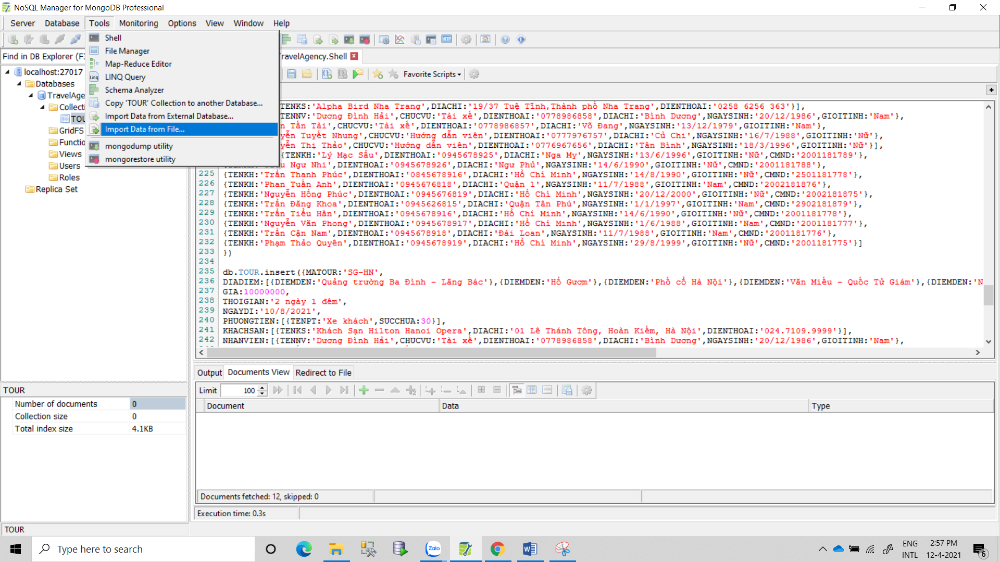 NoSQL Manager for MongoDB Professional
Server Database Tools Monitoring Options View Window Help
Shell
File Manager
Map-Reduce Editor
LINQ Query
Schema Analyzer
Copy 'TOUR' Collection to another Database...
Import Data from External Database...
Import Data from File...
mongodump utility
mongorestore utility
Find in DB Explorer (F3
localhost:27017
Databases
TravelAge
Collecti
TOU
GridFS
Functio
Views
Users
Roles
Replica Set
TravelAgency.Shell
Favorite Scripts
TENKS:'Alpha Bird Nha Trang',DIACHI:'19/37 Tuệ Tĩnh,Thành phố Nha Trang',DIENTHOAI:'0258 6256 363'}],
TENNV:'Dương Đình Hải',CHUCVU:'Tài xế',DIENTHOAI:'0778986858',DIACHI:'Bình Dương',NGAYSINH:'20/12/1986',GIOITINH:'Nam'},
n Tấn Tài',CHUCVU:'Tài xế',DIENTHOAI:'0778986857',DIACHI:'Võ Đang',NGAYSINH:'13/12/1979',GIOITINH:'Nam'},
yễn Tuyết Nhung',CHUCVU:'Hướng dẫn viên',DIENTHOAI:'0777976757',DIACHI:'Củ Chi',NGAYSINH:'16/7/1988',GIOITINH:'Nữ'},
yễn Thị Thảo',CHUCVU:'Hướng dẫn viên',DIENTHOAI:'0776967656',DIACHI:'Tân Bình',NGAYSINH:'18/3/1996',GIOITINH:'Nữ'}],
{TENKH:'Lý Mạc Sầu',DIENTHOAI:'0945678925',DIACHI:'Nga My',NGAYSINH:'13/6/1996',GIOITINH:'Nữ',CMND:'2001181789'},
u Ngư Nhi',DIENTHOAI:'0945678926',DIACHI:'Ngư Phủ',NGAYSINH:'14/6/1990',GIOITINH:'Nữ',CMND:'2001181788'},
225 {TENKH:'Trần Thanh Phúc',DIENTHOAI:'0845678916',DIACHI:'Hồ Chí Minh',NGAYSINH:'14/8/1990',GIOITINH:'Nữ',CMND:'2501181778'},
226 {TENKH:'Phan Tuấn Anh',DIENTHOAI:'0945676818',DIACHI:'Quận 1',NGAYSINH:'11/7/1988',GIOITINH:'Nam',CMND:'2002181876'},
227 {TENKH:'Nguyễn Hồng Phúc',DIENTHOAI:'0945676819',DIACHI:'Hồ Chí Minh',NGAYSINH:'20/12/2000',GIOITINH:'Nữ',CMND:'2002181875'},
228 {TENKH:'Trần Đăng Khoa',DIENTHOAI:'0945626815',DIACHI:'Quận Tân Phú',NGAYSINH:'1/1/1997',GIOITINH:'Nam',CMND:'2902181879'},
229 {TENKH:'Trần Tiểu Hân',DIENTHOAI:'0945678916',DIACHI:'Hồ Chí Minh',NGAYSINH:'14/6/1990',GIOITINH:'Nữ',CMND:'2001181778'},
230 {TENKH:'Nguyễn Văn Phong',DIENTHOAI:'0945678917',DIACHI:'Hồ Chí Minh',NGAYSINH:'1/6/1988',GIOITINH:'Nam',CMND:'2001181777'},
231 {TENKH:'Trần Cận Nam',DIENTHOAI:'0945678918',DIACHI:'Đài Loan',NGAYSINH:'11/7/1988',GIOITINH:'Nam',CMND:'2001181776'},
232 {TENKH:'Phạm Thảo Quyên',DIENTHOAI:'0945678919',DIACHI:'Hồ Chí Minh',NGAYSINH:'29/8/1999',GIOITINH:'Nữ',CMND:'2001181775'}]
233 })
234
235 db.TOUR.insert({MATOUR:'SG-HN',
236 DIADIEM:[{DIEMDEN:'Quảng trường Ba Đình – Lăng Bác'},{DIEMDEN:'Hồ Gươm'},{DIEMDEN:'Phố cổ Hà Nội'},{DIEMDEN:'Văn Miếu – Quốc Tử Giám'},{DIEMDEN:'N
237 GIA:10000000,
238 THOIGIAN:'2 ngày 1 đêm',
239 NGAYDI:'10/8/2021',
240 PHUONGTIEN:[{TENPT:'Xe khách',SUCCHUA:30}],
241 KHACHSAN:[{TENKS:'Khách Sạn Hilton Hanoi Opera',DIACHI:'01 Lê Thánh Tông, Hoàn Kiếm, Hà Nội',DIENTHOAI:'024.7109.9999'}],
242 NHANVIEN:[{TENNV:'Dương Đình Hải',CHUCVU:'Tài xế',DIENTHOAI:'0778986858',DIACHI:'Bình Dương',NGAYSINH:'20/12/1986',GIOITINH:'Nam'},
Output Documents View Redirect to File
Limit 100
Document Data Type
Documents fetched: 12, skipped: 0
Execution time: 0.3s
TOUR
Number of documents 0
Collection size 0
Total index size 4.1KB
TOUR
Type here to search
Zalo
ENG
INTL
2:57 PM
12-4-2021
6